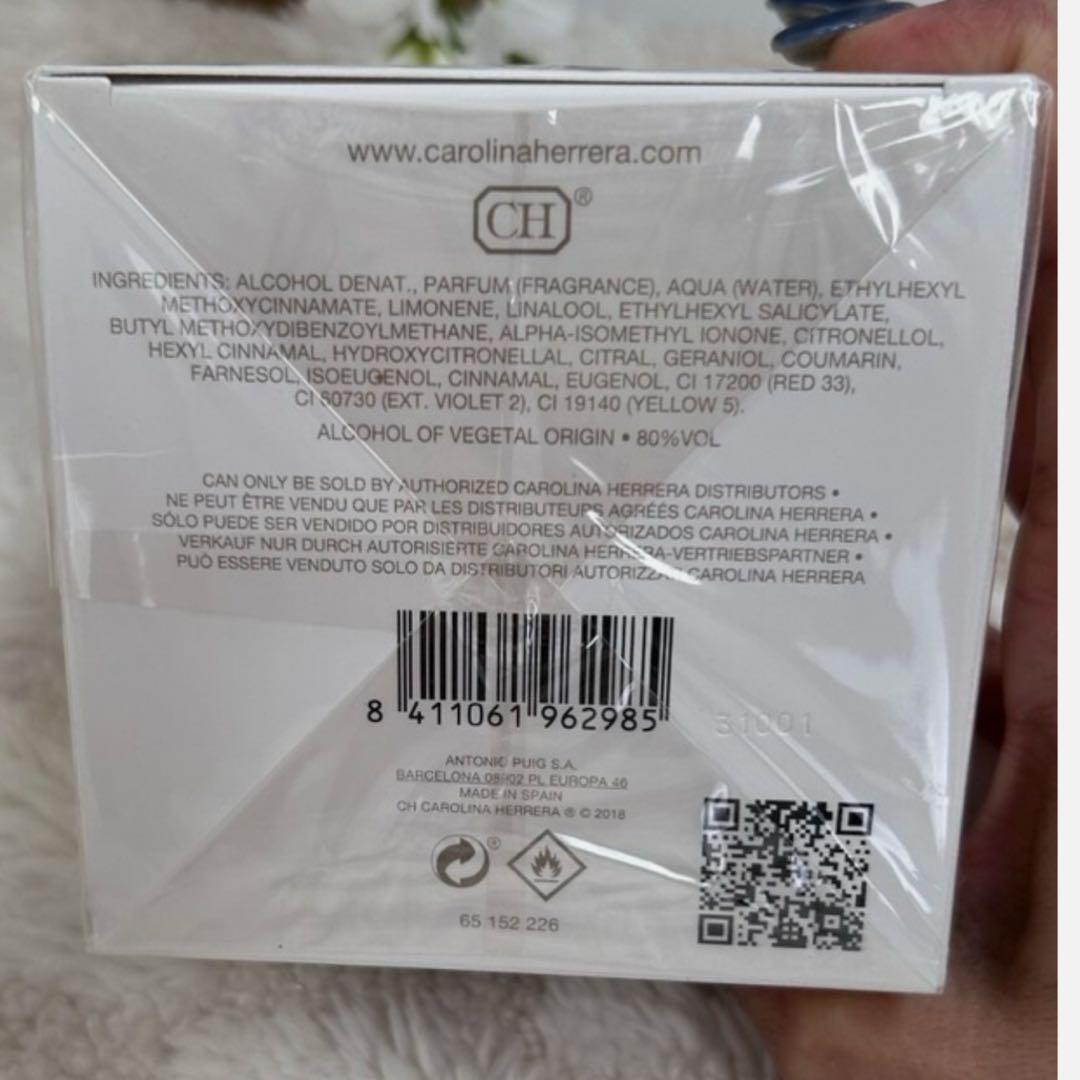 www.carolinaherrera.com
CH®
INGREDIENTS: ALCOHOL DENAT., PARFUM (FRAGRANCE), AQUA (WATER), ETHYLHEXYL
METHOXYCINNAMATE, LIMONENE, LINALOOL, ETHYLHEXYL SALICYLATE,
BUTYL METHOXYDIBENZOYLMETHANE, ALPHA-ISOMETHYL IONONE, CITRONELLOL,
HEXYL CINNAMAL, HYDROXYCITRONELLAL, CITRAL, GERANIOL, COUMARIN,
FARNESOL, ISOEUGENOL, CINNAMAL, EUGENOL, CI 17200 (RED 33),
CI 60730 (EXT. VIOLET 2), CI 19140 (YELLOW 5).
ALCOHOL OF VEGETAL ORIGIN • 80%VOL
CAN ONLY BE SOLD BY AUTHORIZED CAROLINA HERRERA DISTRIBUTORS •
NE PEUT ÊTRE VENDU QUE PAR LES DISTRIBUTEURS AGRÉÉS CAROLINA HERRERA •
SÓLO PUEDE SER VENDIDO POR DISTRIBUIDORES AUTORIZADOS CAROLINA HERRERA •
VERKAUF NUR DURCH AUTORISIERTE CAROLINA HERRERA-VERTRIEBSPARTNER •
PUÒ ESSERE VENDUTO SOLO DA DISTRIBUTORI AUTORIZZATI CAROLINA HERRERA
8 411061 962985
31001
ANTONIO PUIG S.A.
BARCELONA 08902 PL EUROPA 46
MADE IN SPAIN
CH CAROLINA HERRERA ® © 2018
®
65 152 226